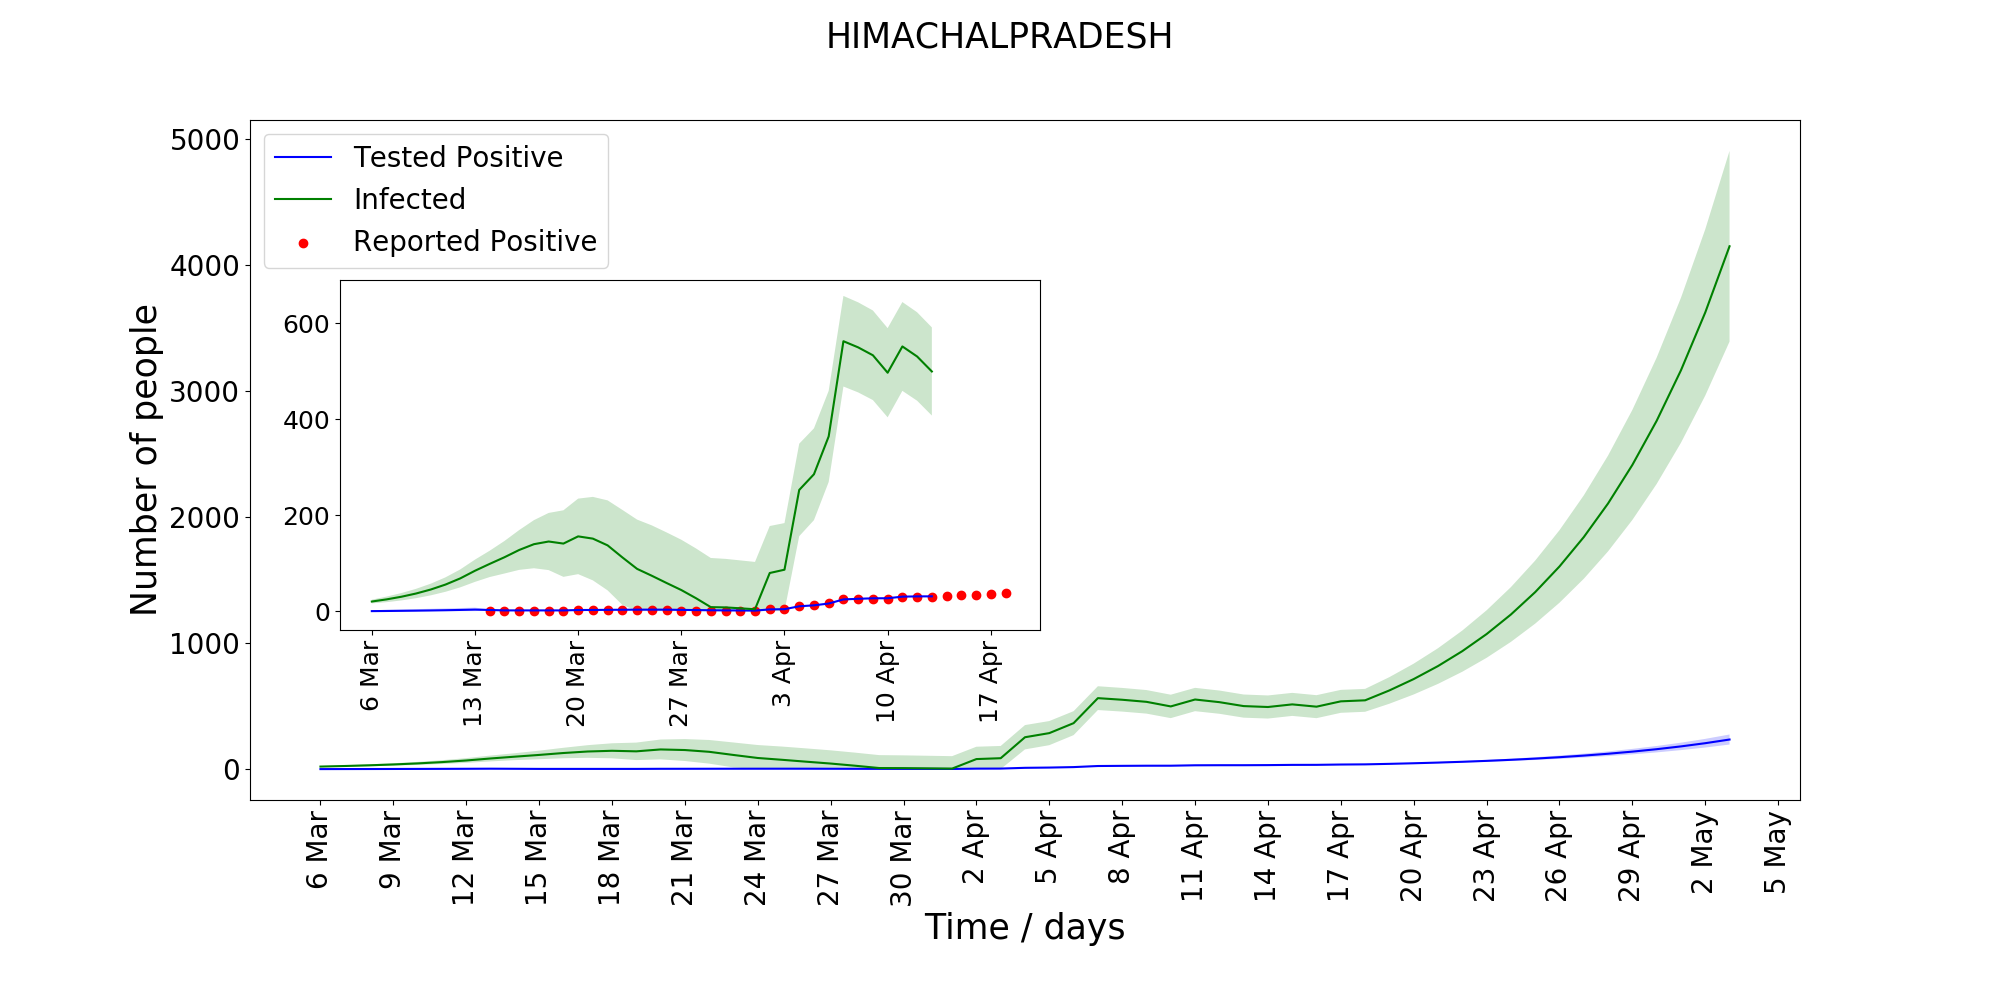 HIMACHALPRADESH
Tested Positive
Infected
Reported Positive
Number of people
5000
4000
3000
2000
1000
0
600
400
200
0
6 Mar
13 Mar
20 Mar
27 Mar
3 Apr
10 Apr
17 Apr
6 Mar
9 Mar
12 Mar
15 Mar
18 Mar
21 Mar
24 Mar
27 Mar
30 Mar
2 Apr
5 Apr
8 Apr
11 Apr
14 Apr
17 Apr
20 Apr
23 Apr
26 Apr
29 Apr
2 May
5 May
Time / days